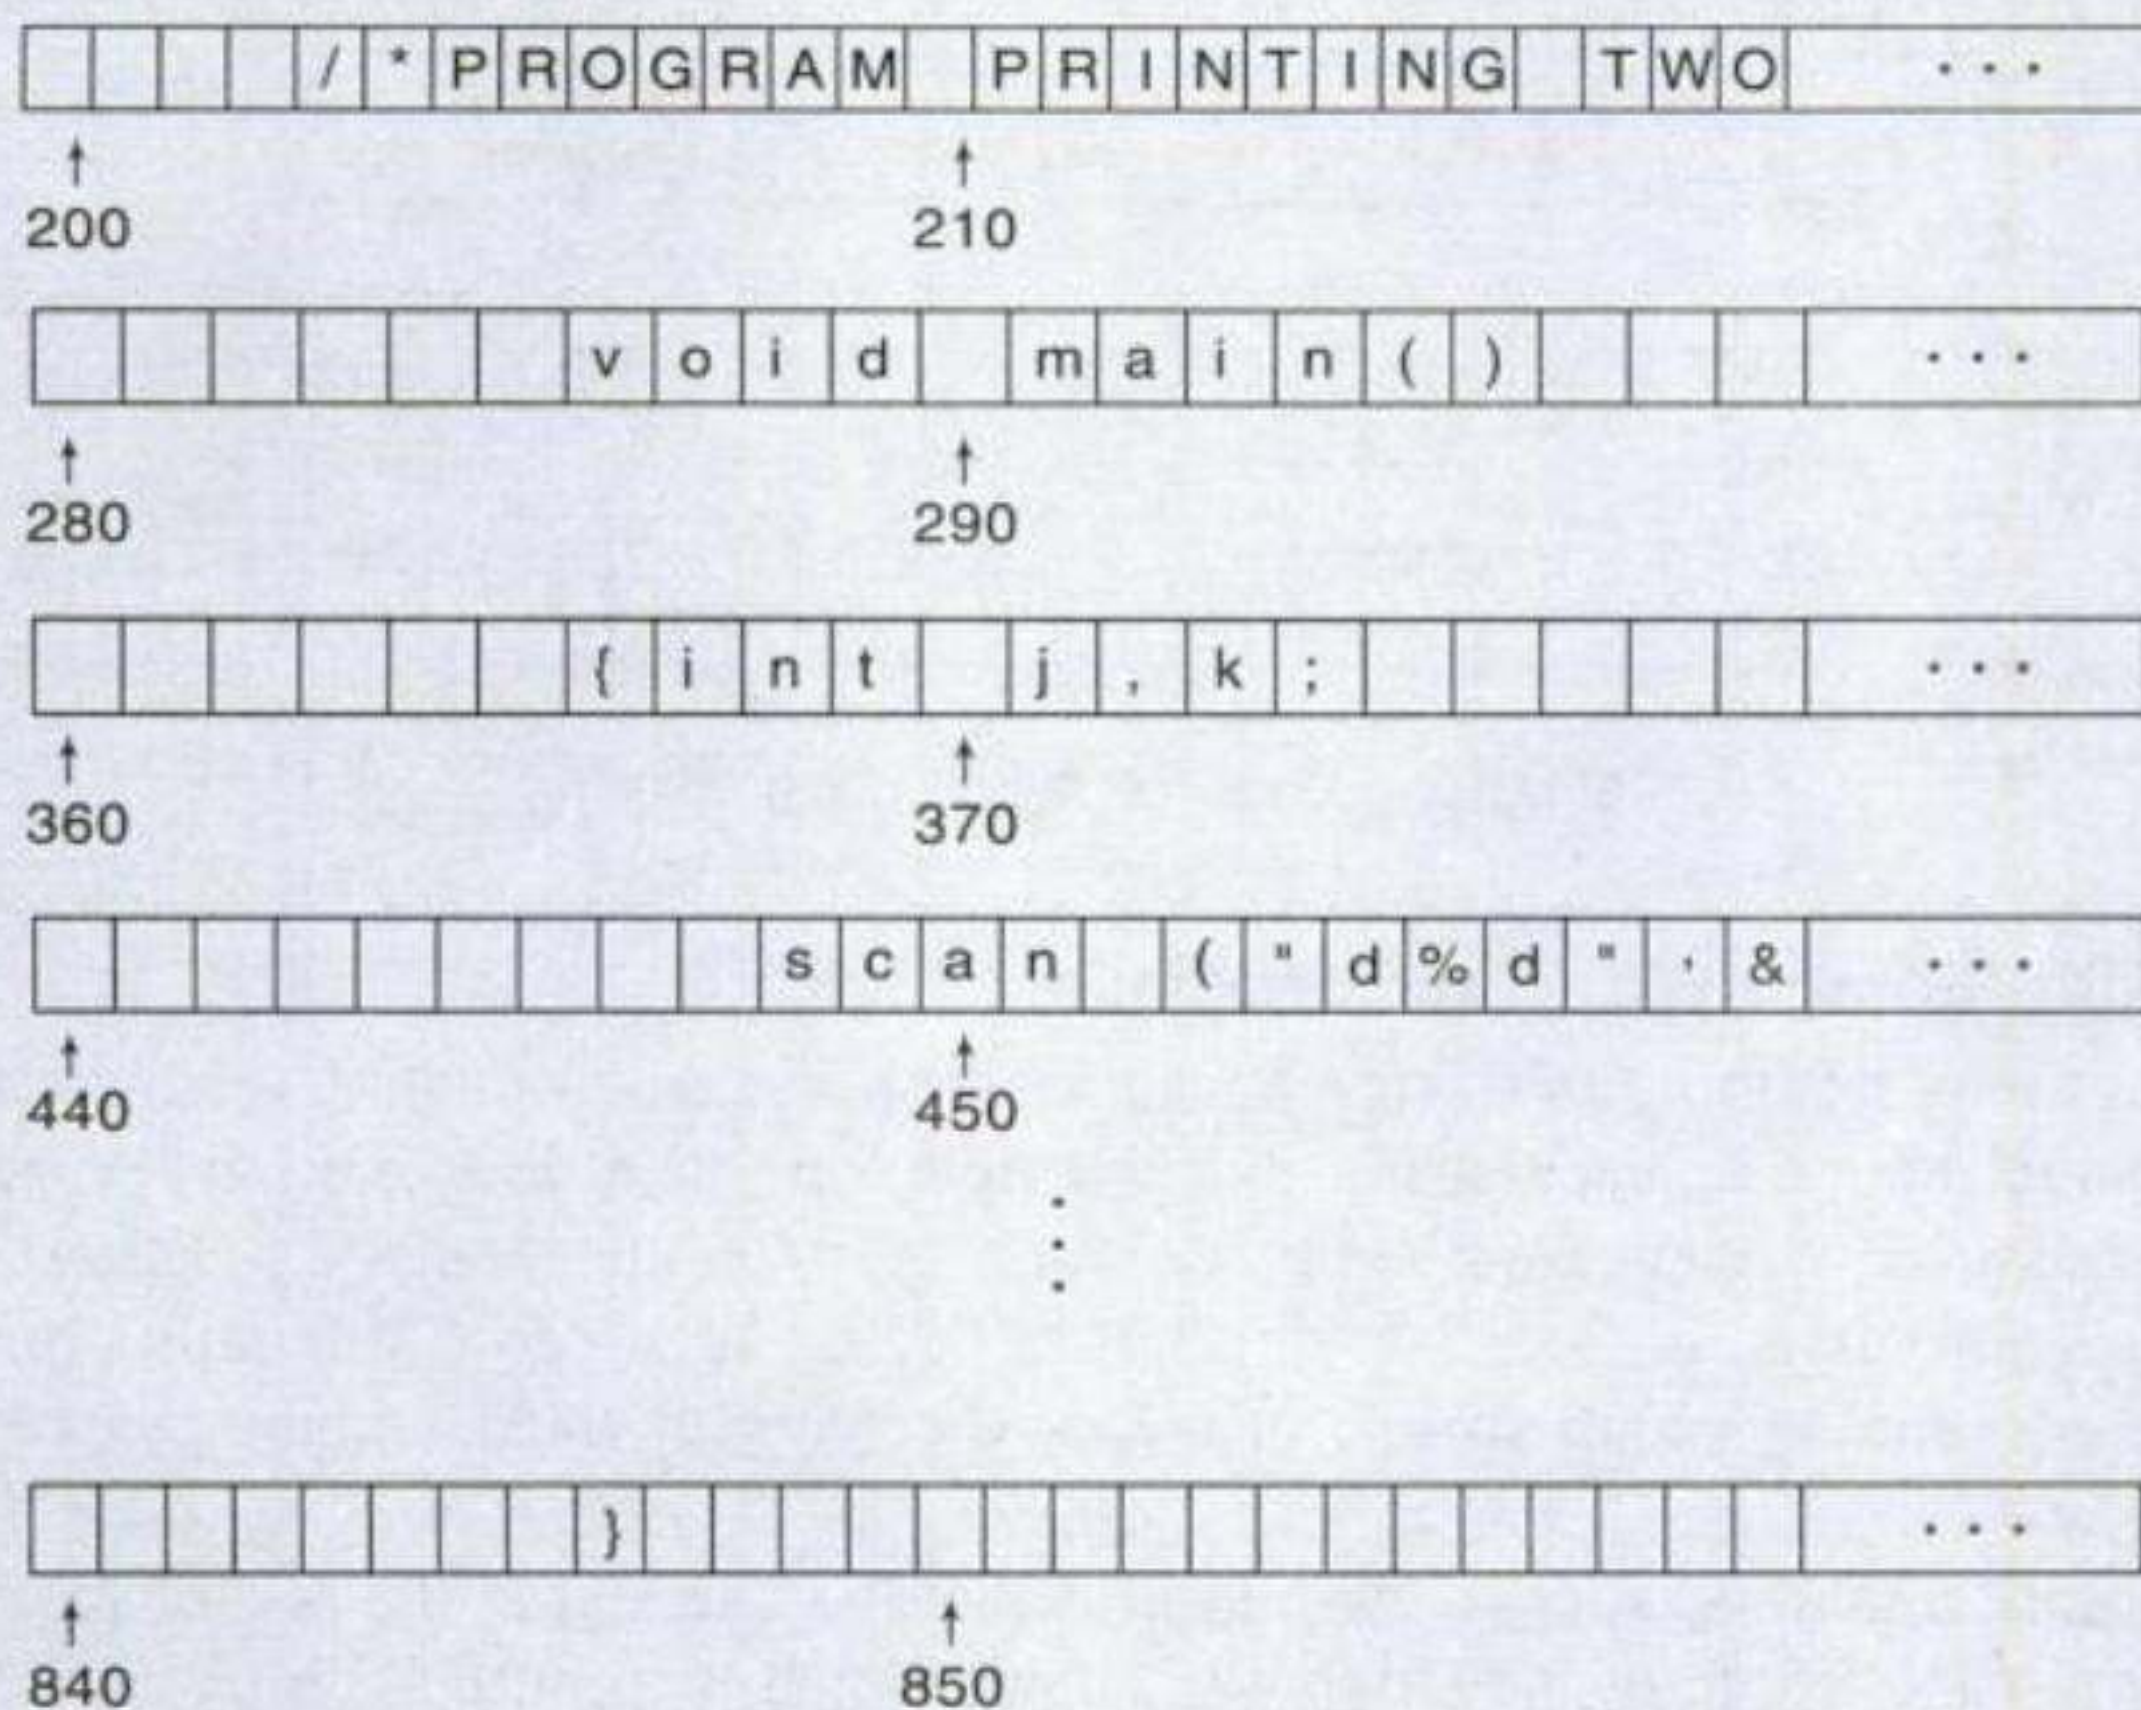 /*PROGRAM PRINTING TWO ...
200 210
void main() ...
280 290
{int j,k; ...
360 370
scan ("d%d",& ...
440 450
} ...
840 850